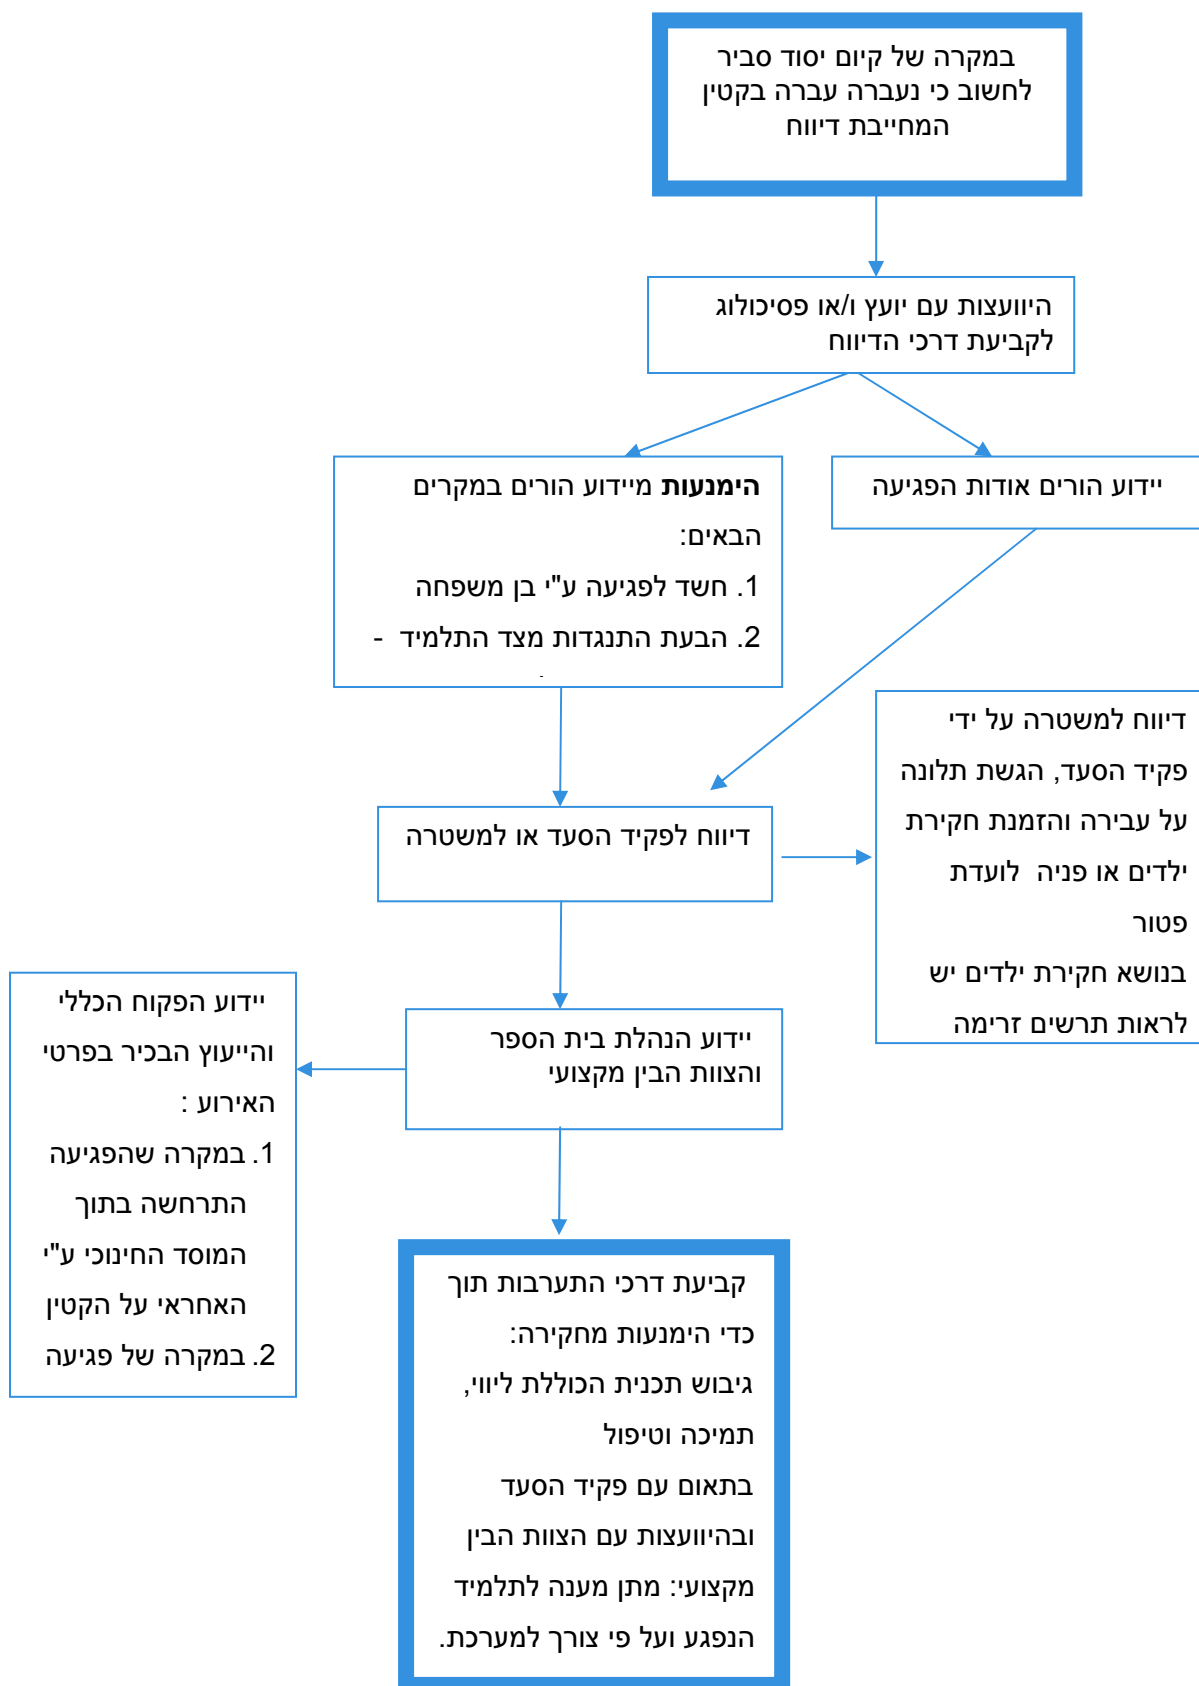 במקרה של קיום יסוד סביר
לחשוב כי נעברה עברה בקטין
המחייבת דיווח
היוועצות עם יועץ ו/או פסיכולוג
לקביעת דרכי הדיווח
יידוע הורים אודות הפגיעה
הימנעות מיידוע הורים במקרים
הבאים:
1. חשד לפגיעה ע"י בן משפחה
2. הבעת התנגדות מצד התלמיד -
דיווח לפקיד הסעד או למשטרה
דיווח למשטרה על ידי
פקיד הסעד, הגשת תלונה
על עבירה והזמנת חקירת
ילדים או פניה לועדת
פטור
בנושא חקירת ילדים יש
לראות תרשים זרימה
יידוע הנהלת בית הספר
והצוות הבין מקצועי
יידוע הפקוח הכללי
והייעוץ הבכיר בפרטי
האירוע :
1. במקרה שהפגיעה
התרחשה בתוך
המוסד החינוכי ע"י
האחראי על הקטין
2. במקרה של פגיעה
קביעת דרכי התערבות תוך
כדי הימנעות מחקירה:
גיבוש תכנית הכוללת ליווי,
תמיכה וטיפול
בתאום עם פקיד הסעד
ובהיוועצות עם הצוות הבין
מקצועי: מתן מענה לתלמיד
הנפגע ועל פי צורך למערכת.